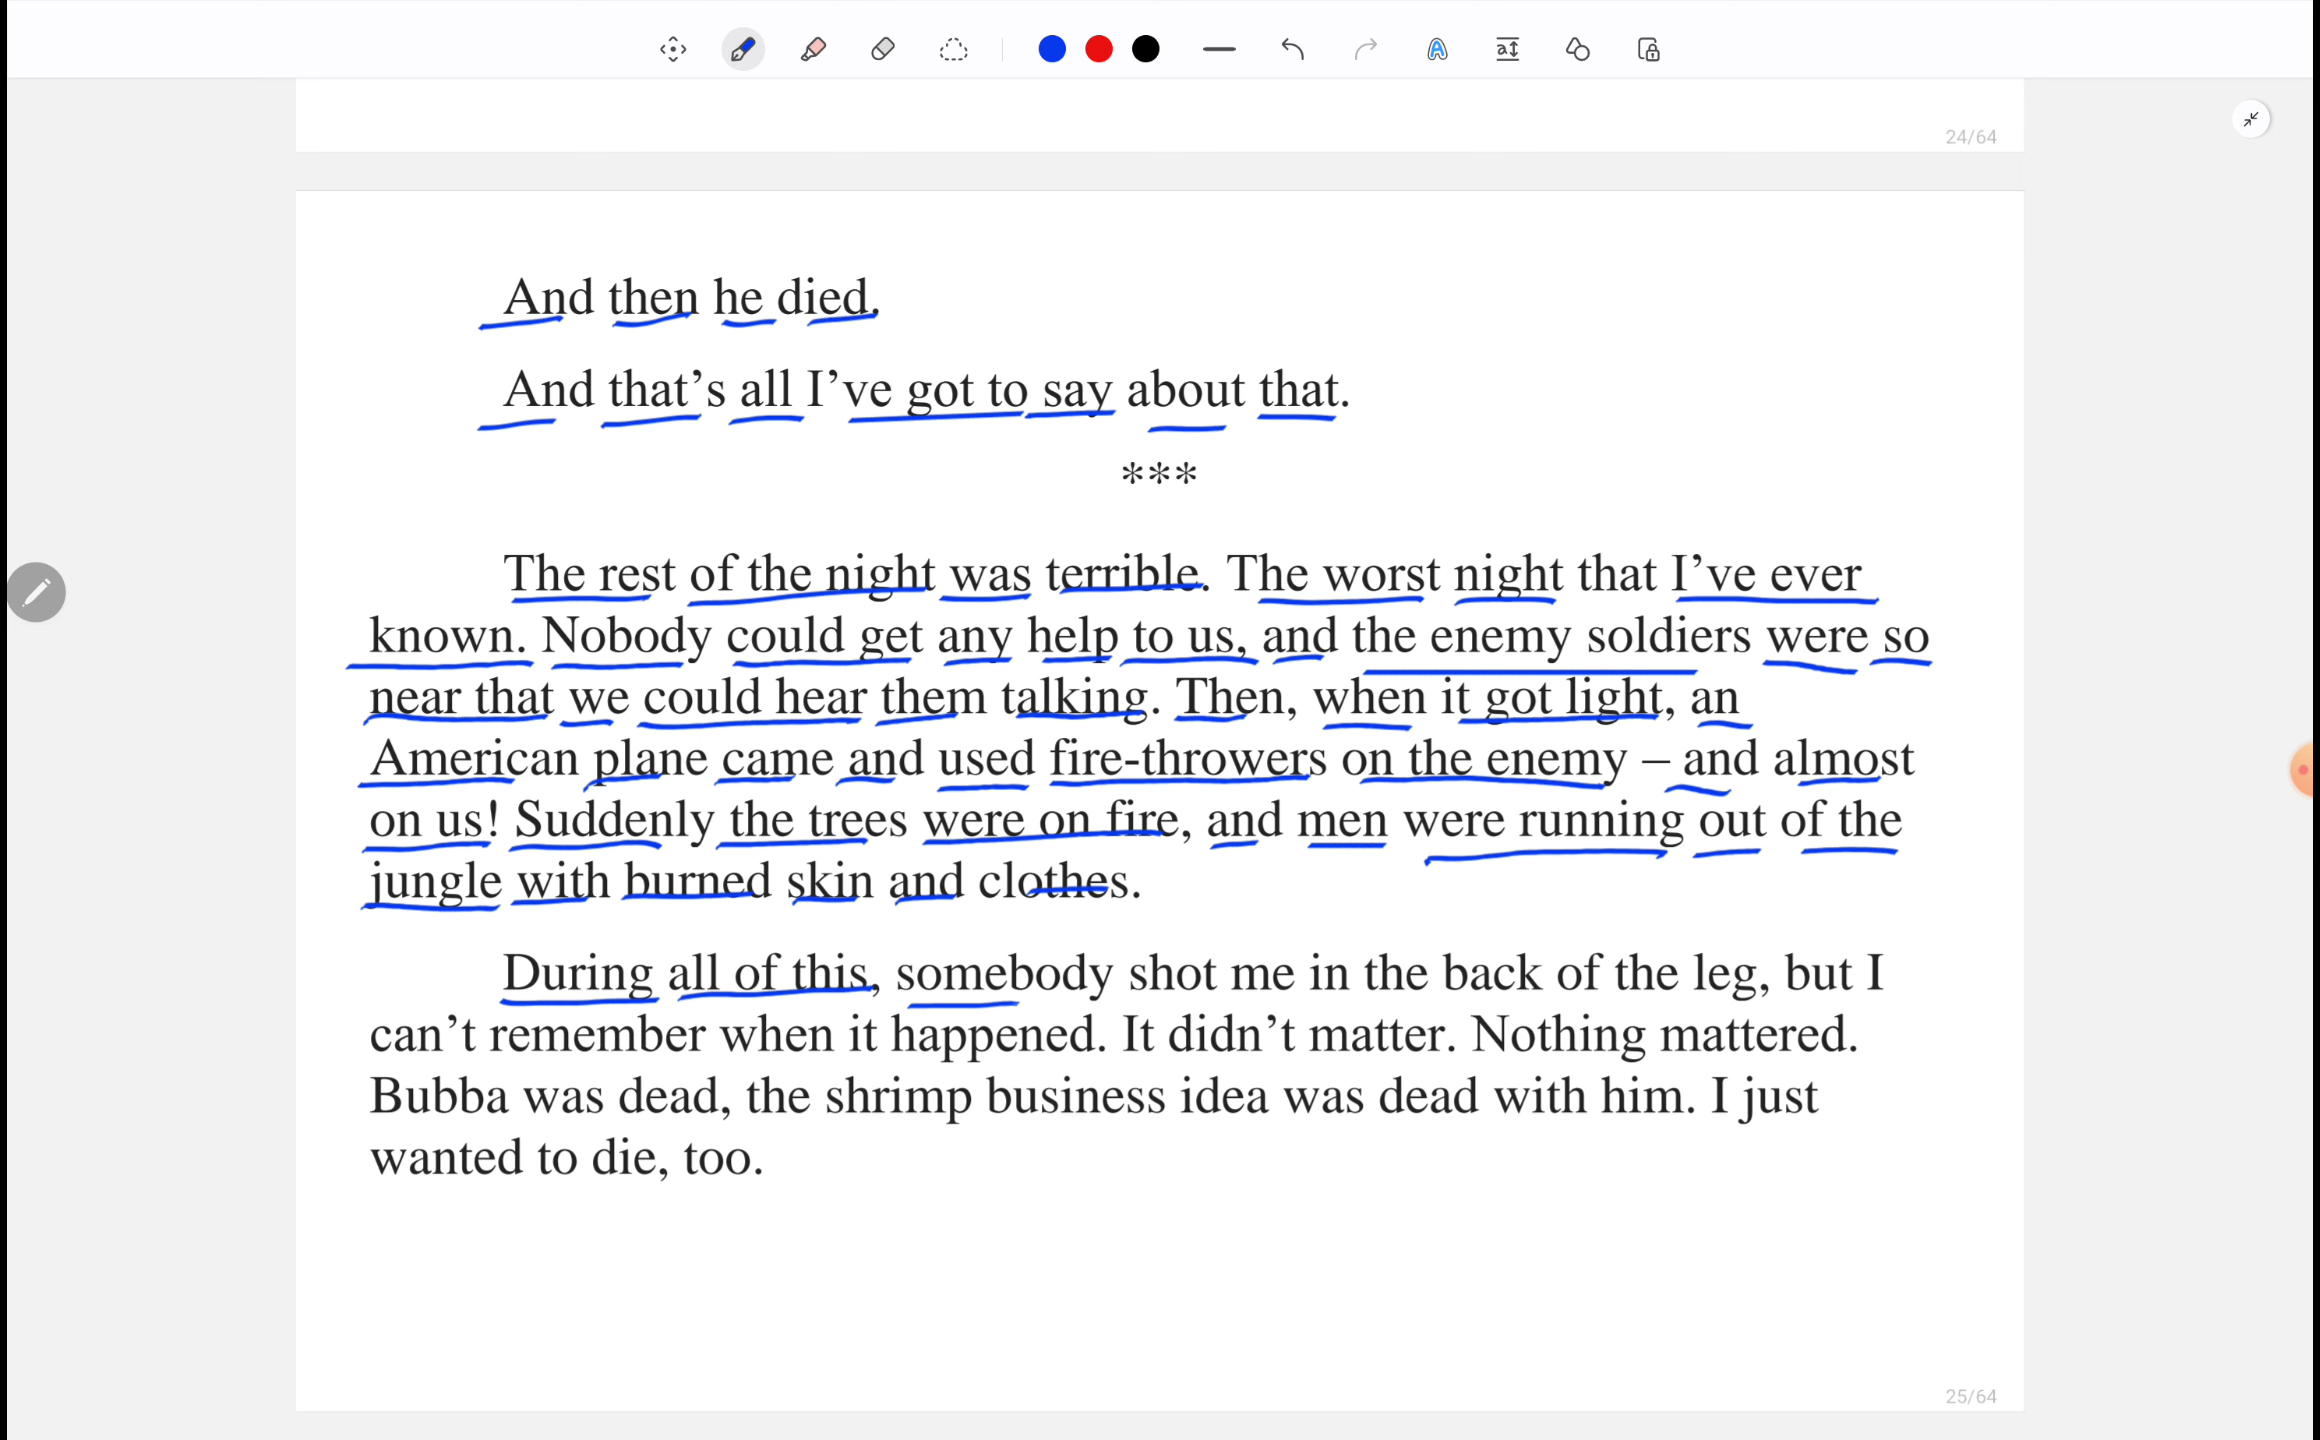 24/64
And then he died.
And that’s all I’ve got to say about that.
***
The rest of the night was terrible. The worst night that I’ve ever
known. Nobody could get any help to us, and the enemy soldiers were so
near that we could hear them talking. Then, when it got light, an
American plane came and used fire-throwers on the enemy – and almost
on us! Suddenly the trees were on fire, and men were running out of the
jungle with burned skin and clothes.
During all of this, somebody shot me in the back of the leg, but I
can’t remember when it happened. It didn’t matter. Nothing mattered.
Bubba was dead, the shrimp business idea was dead with him. I just
wanted to die, too.
25/64